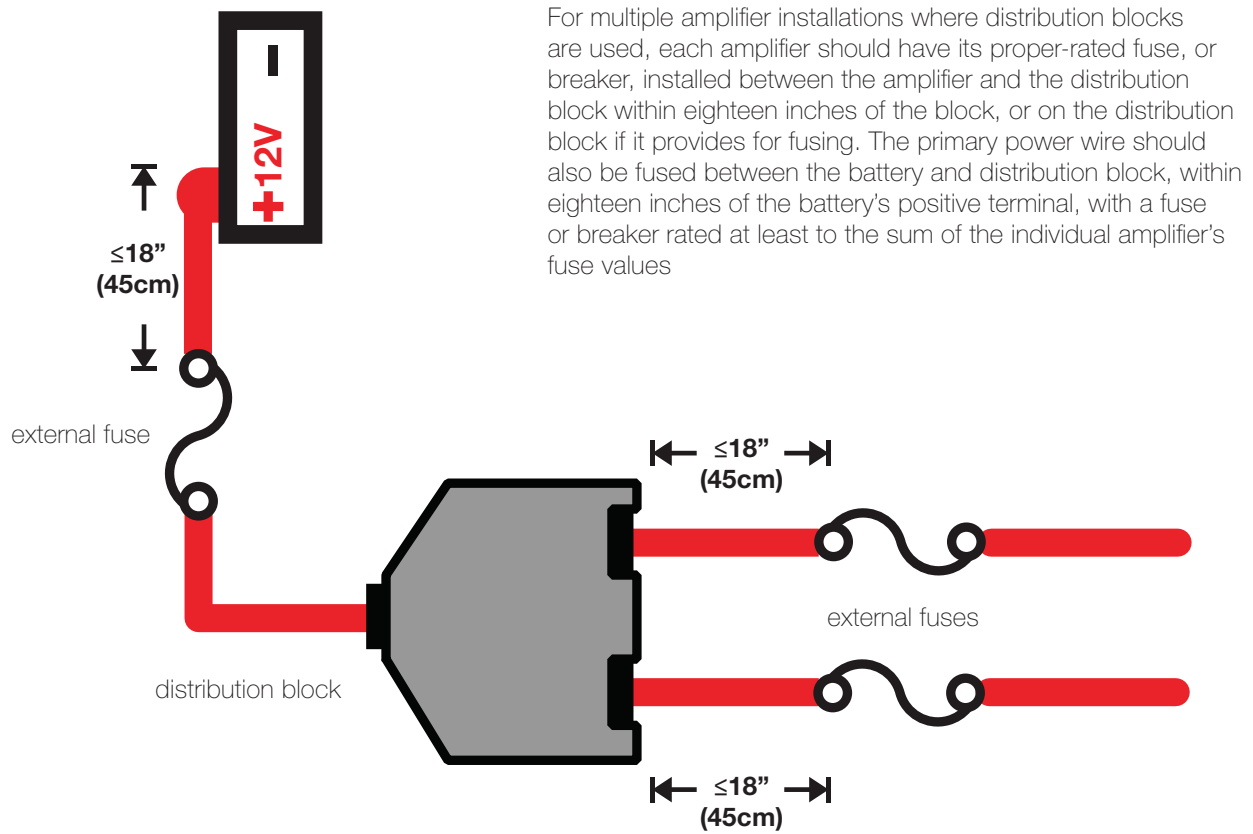 For multiple amplifier installations where distribution blocks
are used, each amplifier should have its proper-rated fuse, or
breaker, installed between the amplifier and the distribution
block within eighteen inches of the block, or on the distribution
block if it provides for fusing. The primary power wire should
also be fused between the battery and distribution block, within
eighteen inches of the battery’s positive terminal, with a fuse
or breaker rated at least to the sum of the individual amplifier’s
fuse values
+12V −
≤18”
(45cm)
external fuse
≤18”
(45cm)
external fuses
distribution block
≤18”
(45cm)